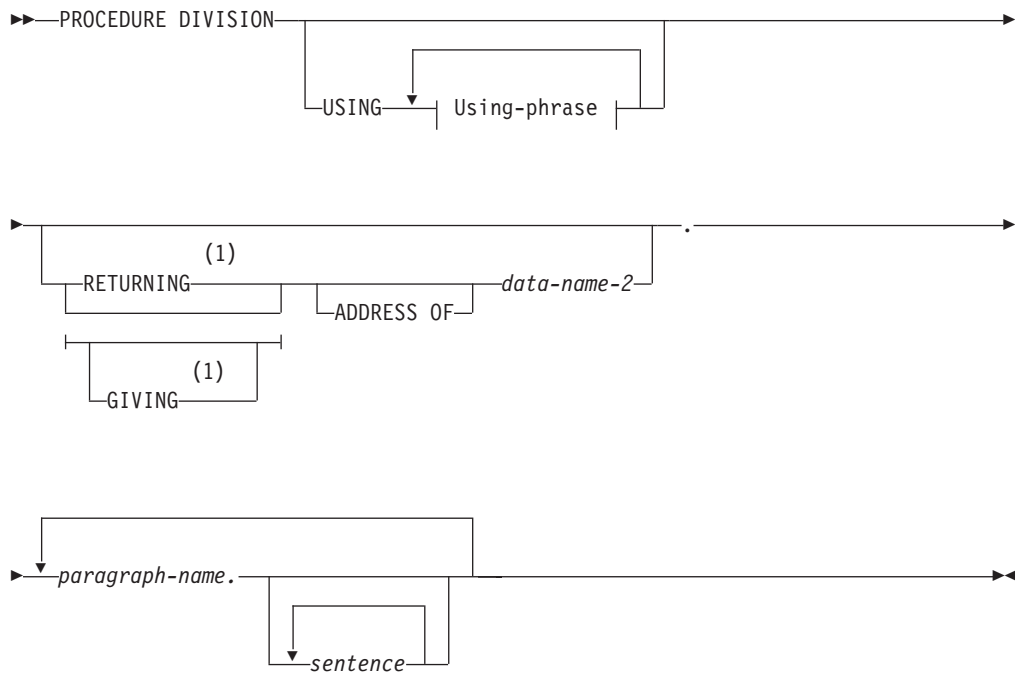 PROCEDURE DIVISION
USING Using-phrase
.
(1)
RETURNING data-name-2
ADDRESS OF
(1)
GIVING
paragraph-name.
sentence